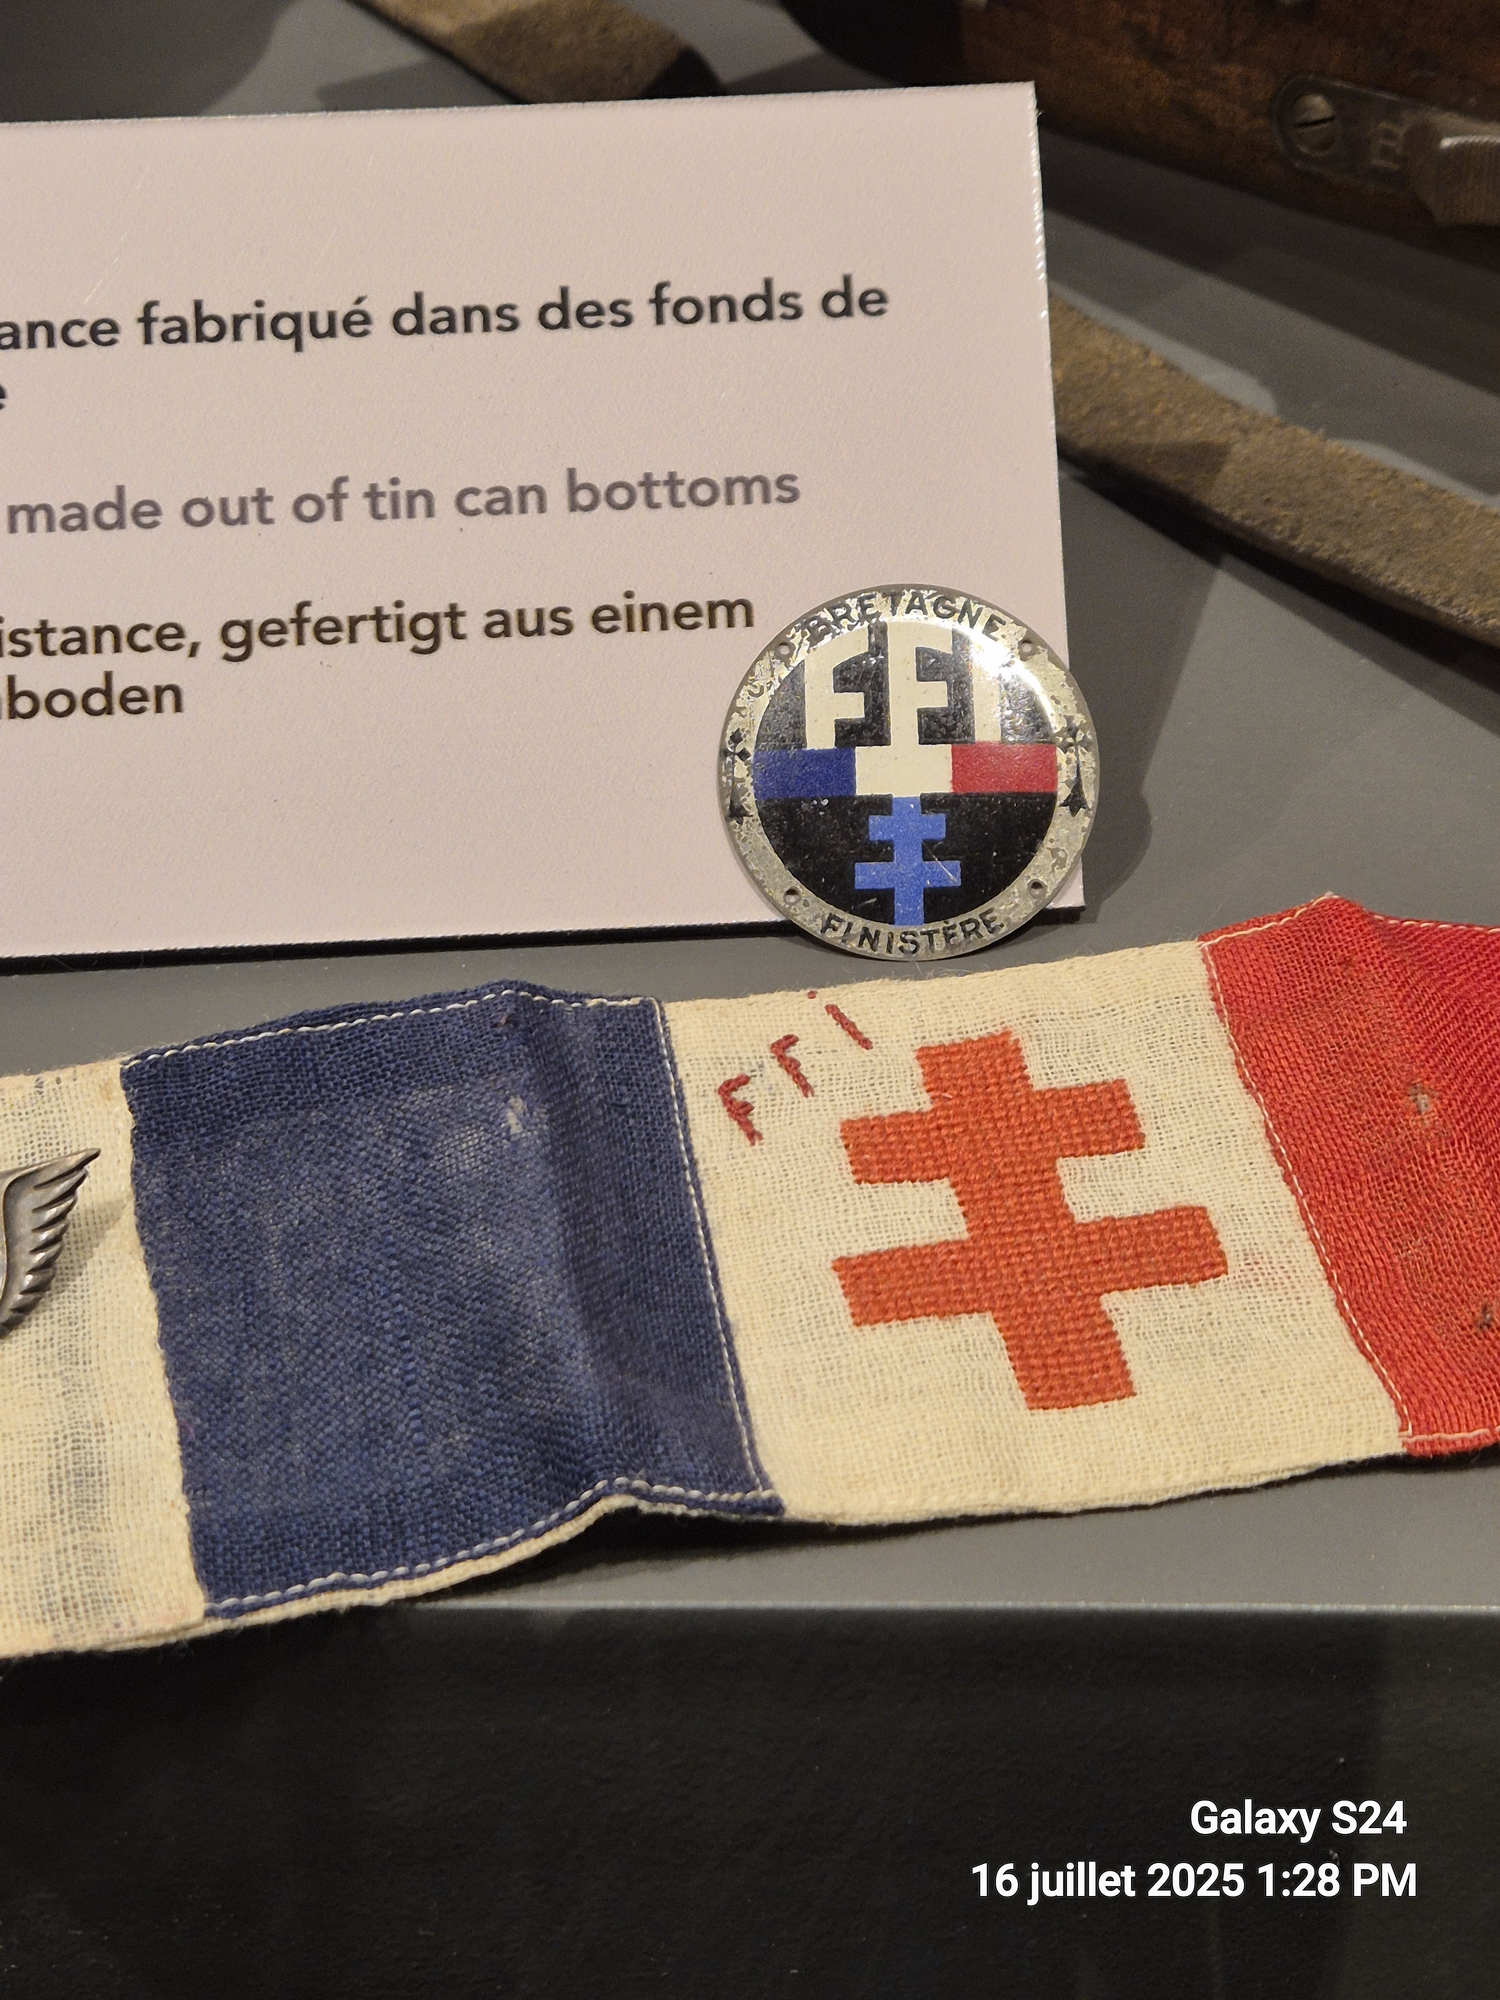 ance fabriqué dans des fonds de
e
made out of tin can bottoms
istance, gefertigt aus einem
boden
BRETAGNE
FFI
FINISTÈRE
FFi
Galaxy S24
16 juillet 2025 1:28 PM